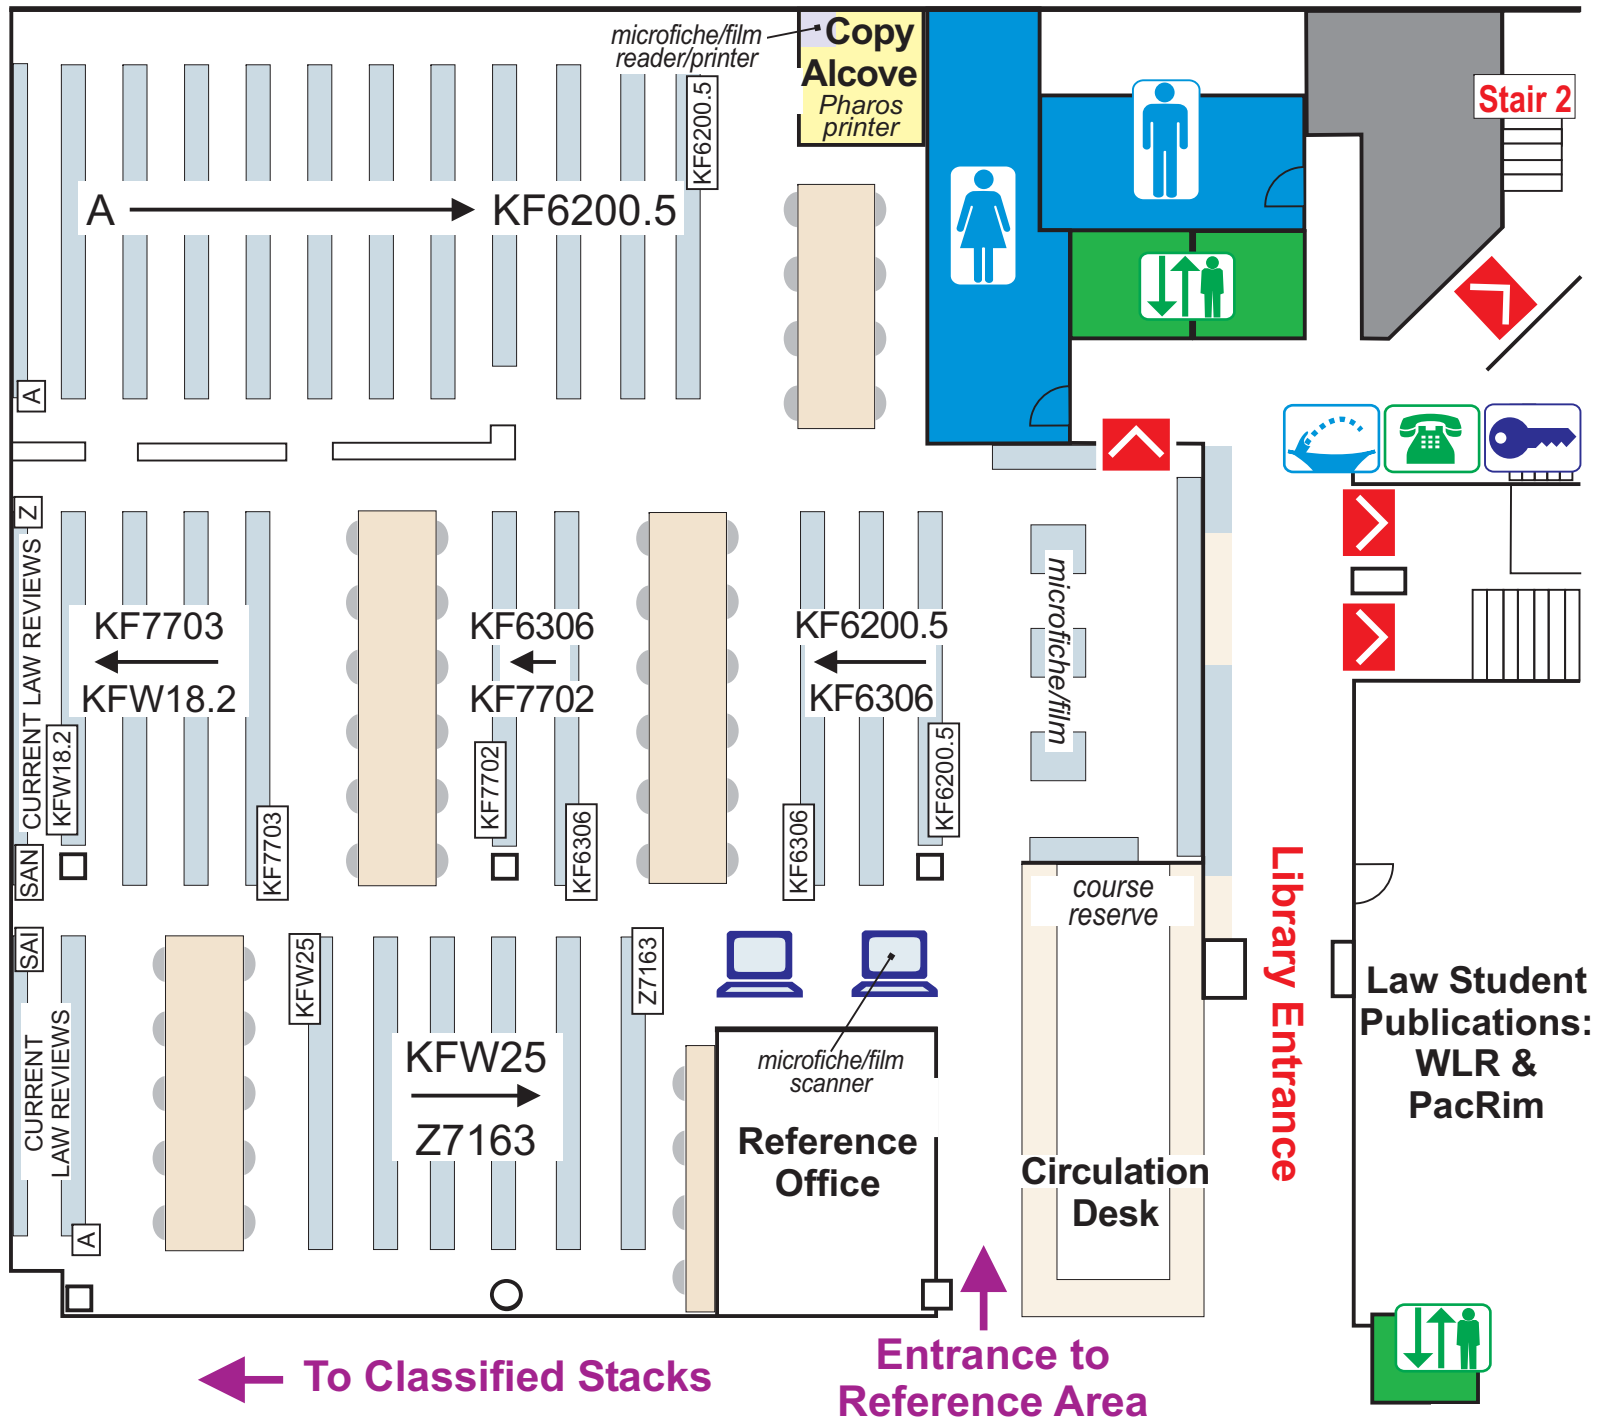 microfiche/film
reader/printer
Copy
Alcove
Pharos
printer
Stair 2
KF6200.5
A
KF6200.5
A
Z
CURRENT LAW REVIEWS
SAN
KF7703
KFW18.2
KFW18.2
KF7703
KF6306
KF7702
KF7702
KF6306
KF6200.5
KF6306
KF6306
KF6200.5
microfiche/film
course
reserve
Library Entrance
SAI
CURRENT
LAW REVIEWS
A
KFW25
KFW25
Z7163
Z7163
microfiche/film
scanner
Reference
Office
Circulation
Desk
Law Student
Publications:
WLR &
PacRim
To Classified Stacks
Entrance to
Reference Area